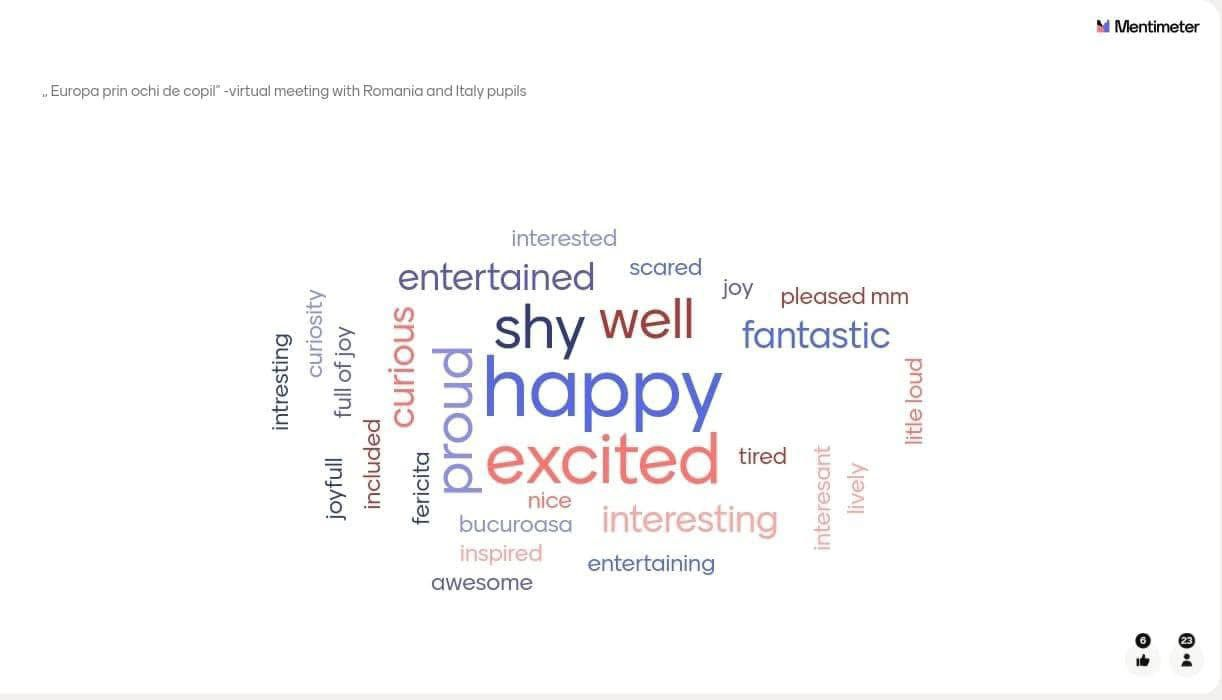 Mentimeter
„ Europa prin ochi de copil” -virtual meeting with Romania and Italy pupils
interested
entertained
scared
joy
pleased mm
curiosity
shy
well
fantastic
intresting
full of joy
curious
proud
happy
litle loud
joyfull
included
fericita
excited
tired
interesant
lively
nice
bucuroasa
interesting
inspired
entertaining
awesome
6
23